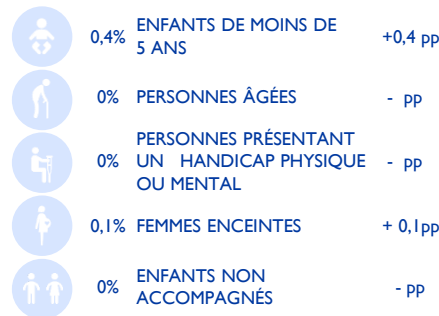 0,4% ENFANTS DE MOINS DE 5 ANS +0,4 pp
0% PERSONNES ÂGÉES - pp
0% PERSONNES PRÉSENTANT UN HANDICAP PHYSIQUE OU MENTAL - pp
0,1% FEMMES ENCEINTES + 0,1pp
0% ENFANTS NON ACCOMPAGNÉS - pp